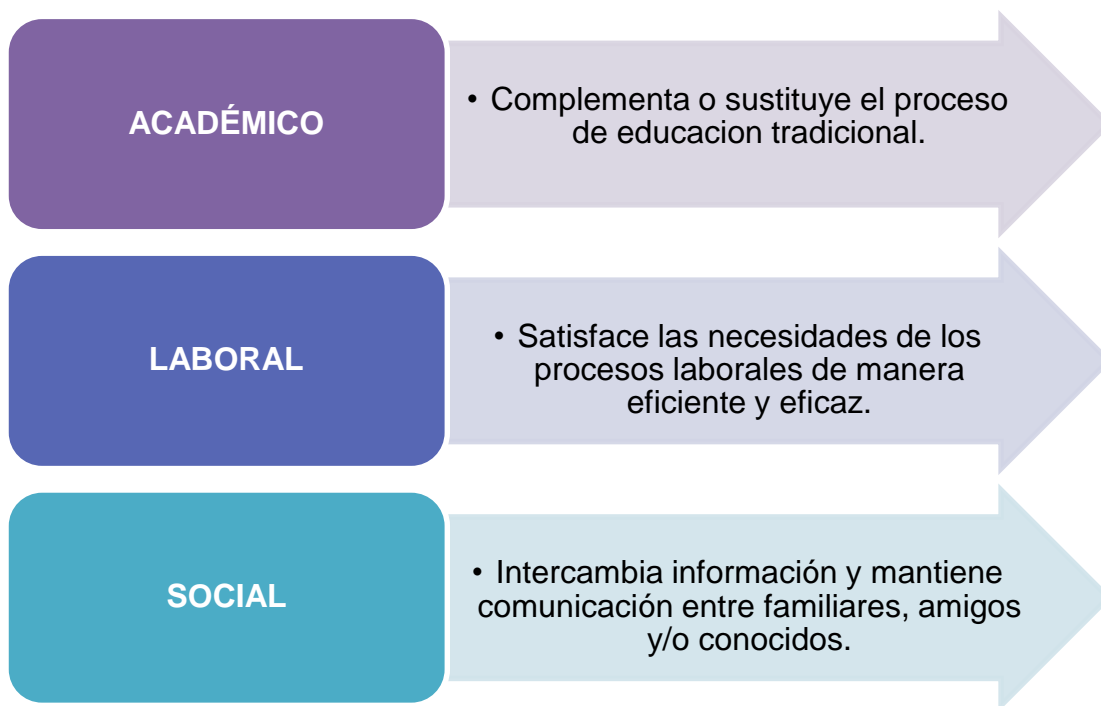 ACADÉMICO
• Complementa o sustituye el proceso
de educacion tradicional.
LABORAL
• Satisface las necesidades de los
procesos laborales de manera
eficiente y eficaz.
SOCIAL
• Intercambia información y mantiene
comunicación entre familiares, amigos
y/o conocidos.